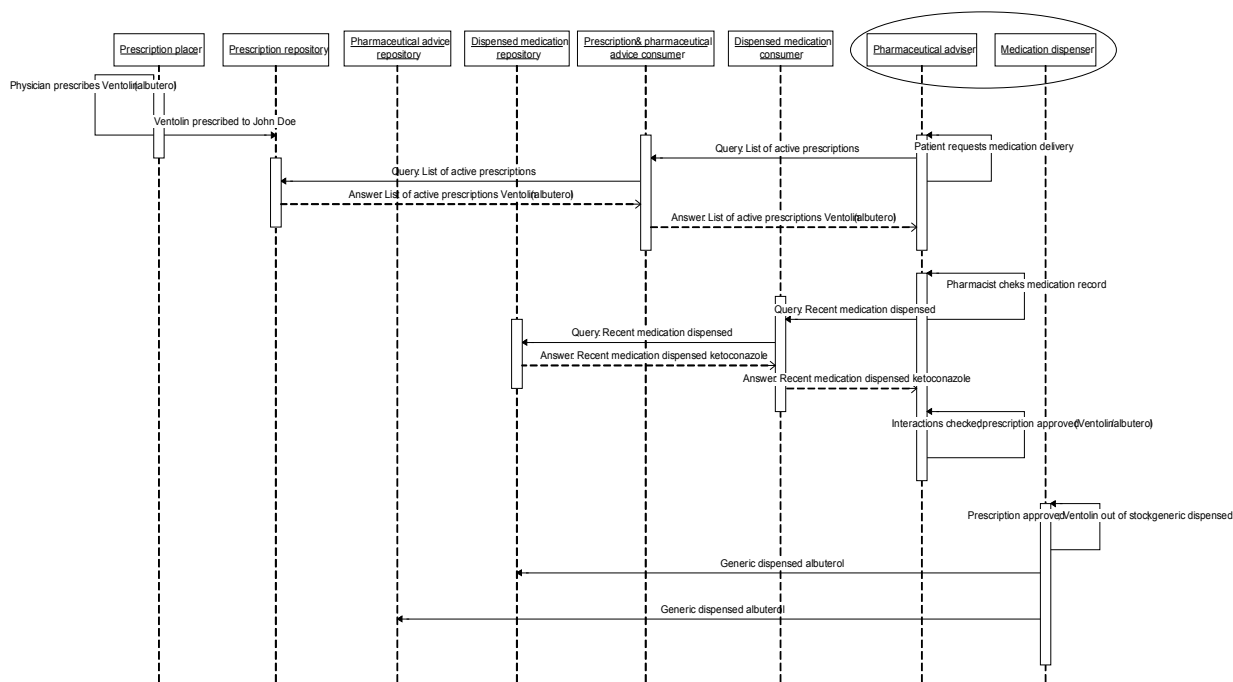 Prescription placer
Prescription repository
Pharmaceutical advice
repository
Dispensed medication
repository
Prescription& pharmaceutical
advice consumer
Dispensed medication
consumer
Pharmaceutical adviser
Medication dispenser
Physician prescribes Ventolin(albuterol)
Ventolin prescribed to John Doe
Patient requests medication delivery
Query: List of active prescriptions
Query: List of active prescriptions
Answer: List of active prescriptions Ventolin(albuterol)
Answer: List of active prescriptions Ventolin(albuterol)
Pharmacist cheks medication record
Query: Recent medication dispensed
Query: Recent medication dispensed
Answer: Recent medication dispensed ketoconazole
Answer: Recent medication dispensed ketoconazole
Interactions checked, prescription approved (Ventolin/albuterol)
Prescription approved, Ventolin out of stock, generic dispensed
Generic dispensed albuterol
Generic dispensed albuterol